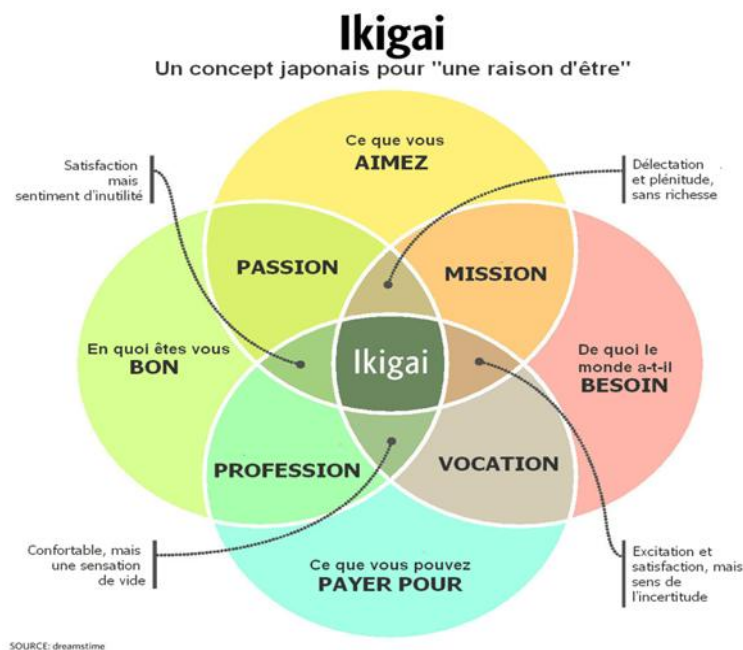 Ikigai
Un concept japonais pour "une raison d'être"
Ce que vous
AIMEZ
Satisfaction
mais
sentiment d'inutilité
Délectation
et plénitude,
sans richesse
PASSION
MISSION
En quoi êtes vous
BON
Ikigai
De quoi le
monde a-t-il
BESOIN
PROFESSION
VOCATION
Confortable, mais
une sensation
de vide
Ce que vous pouvez
PAYER POUR
Excitation et
satisfaction, mais
sens de
l'incertitude
SOURCE: dreamstime